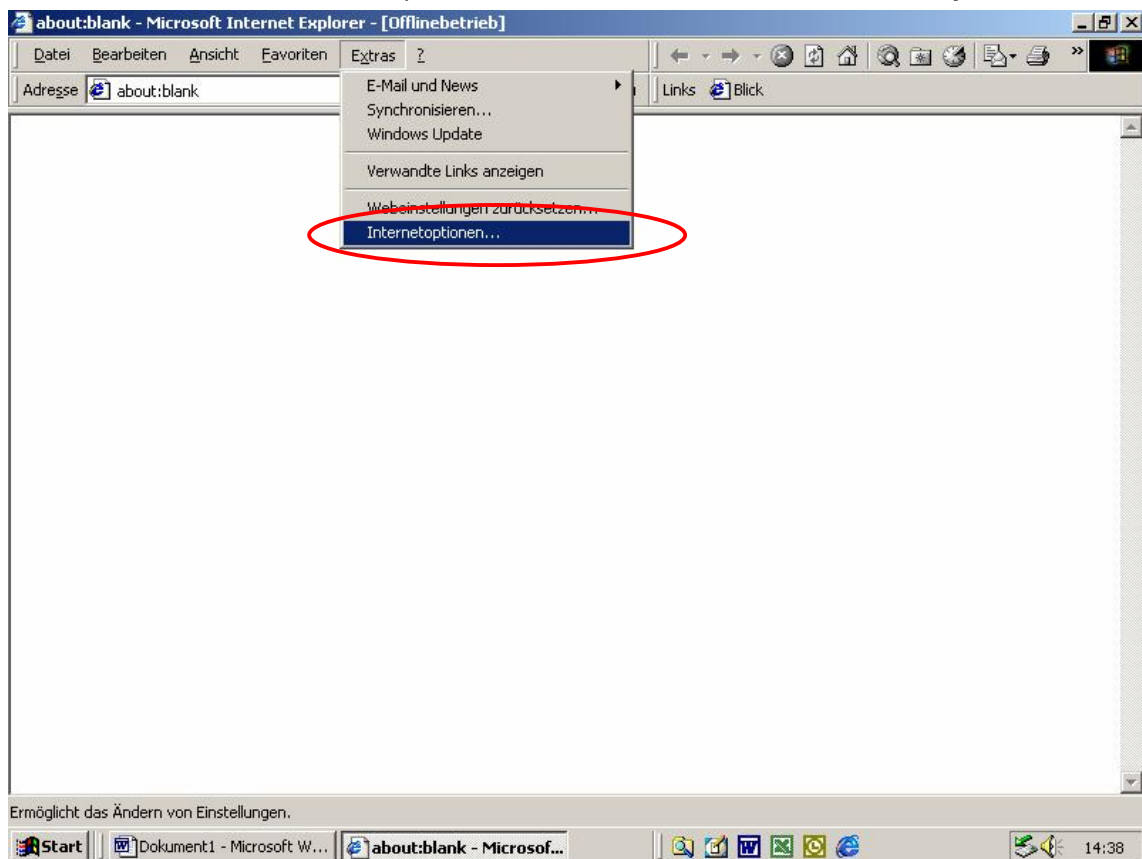 about:blank - Microsoft Internet Explorer - [Offlinebetrieb]
Datei Bearbeiten Ansicht Favoriten Extras ?
Adresse about:blank Links Blick
E-Mail und News
Synchronisieren...
Windows Update
Verwandte Links anzeigen
Webeinstellungen zurücksetzen...
Internetoptionen...
Ermöglicht das Ändern von Einstellungen.
Start Dokument1 - Microsoft W... about:blank - Microsof... 14:38